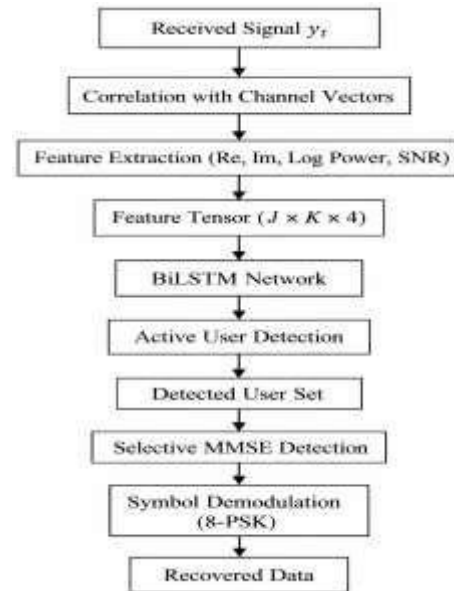 Received Signal yₜ
Correlation with Channel Vectors
Feature Extraction (Re, Im, Log Power, SNR)
Feature Tensor (J × K × 4)
BiLSTM Network
Active User Detection
Detected User Set
Selective MMSE Detection
Symbol Demodulation
(8-PSK)
Recovered Data